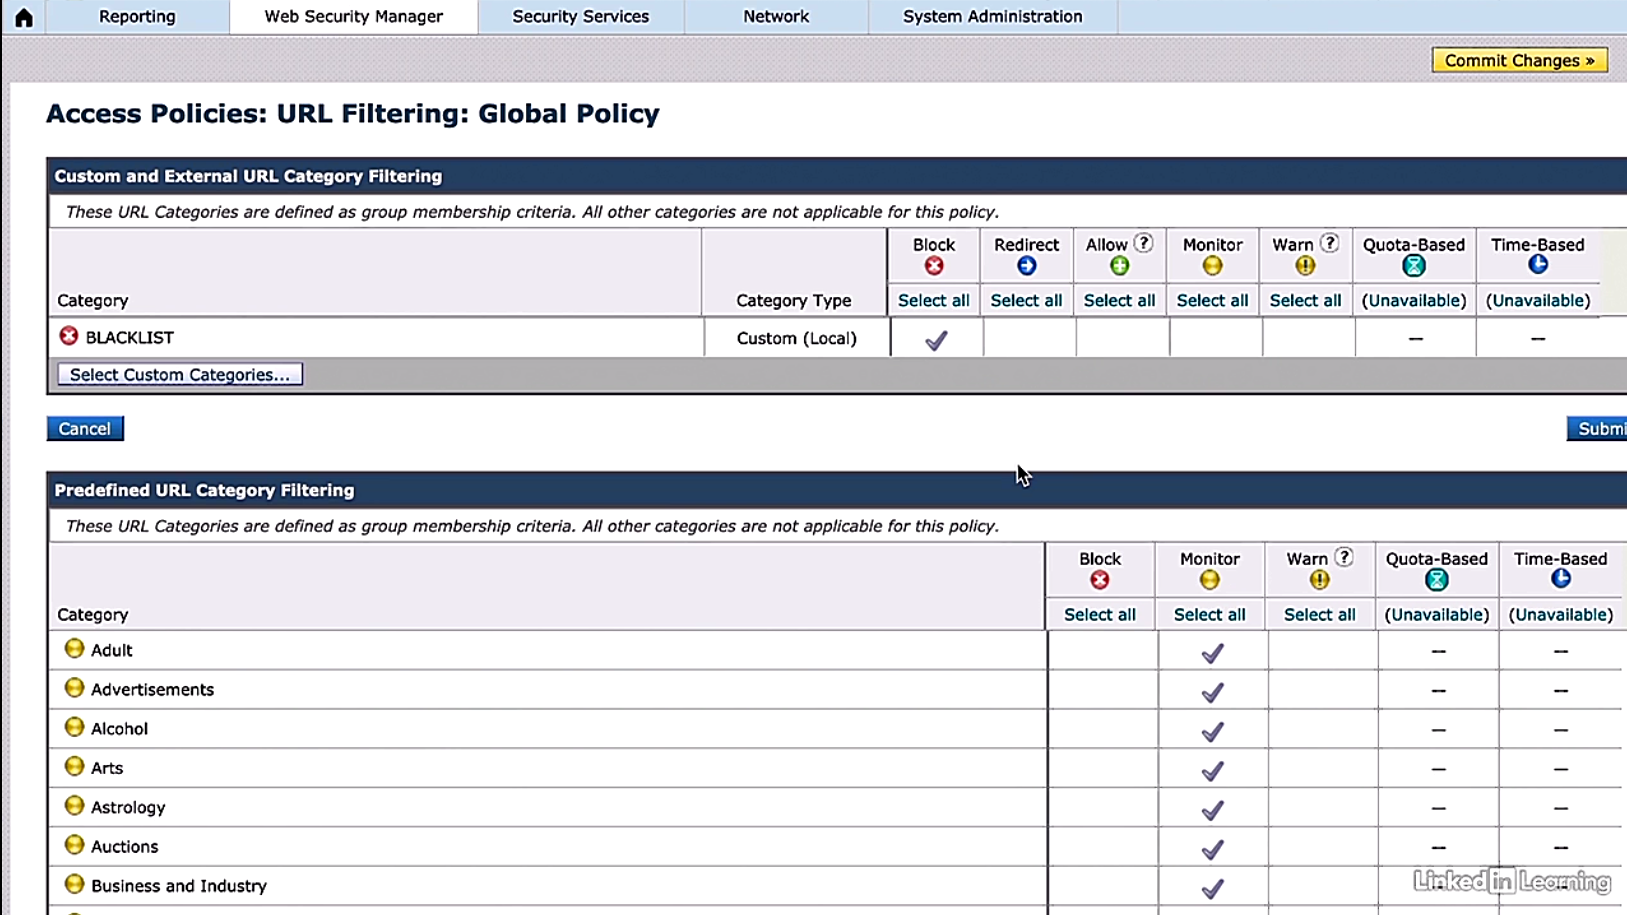 Reporting Web Security Manager Security Services Network System Administration
Commit Changes »
Access Policies: URL Filtering: Global Policy
Custom and External URL Category Filtering
These URL Categories are defined as group membership criteria. All other categories are not applicable for this policy.
Block Redirect Allow ? Monitor Warn ? Quota-Based Time-Based
Category Category Type Select all Select all Select all Select all Select all (Unavailable) (Unavailable)
BLACKLIST Custom (Local) — —
Select Custom Categories...
Cancel Submi
Predefined URL Category Filtering
These URL Categories are defined as group membership criteria. All other categories are not applicable for this policy.
Block Monitor Warn ? Quota-Based Time-Based
Category Select all Select all Select all (Unavailable) (Unavailable)
Adult — —
Advertisements — —
Alcohol — —
Arts — —
Astrology — —
Auctions — —
Business and Industry
Linked in Learning